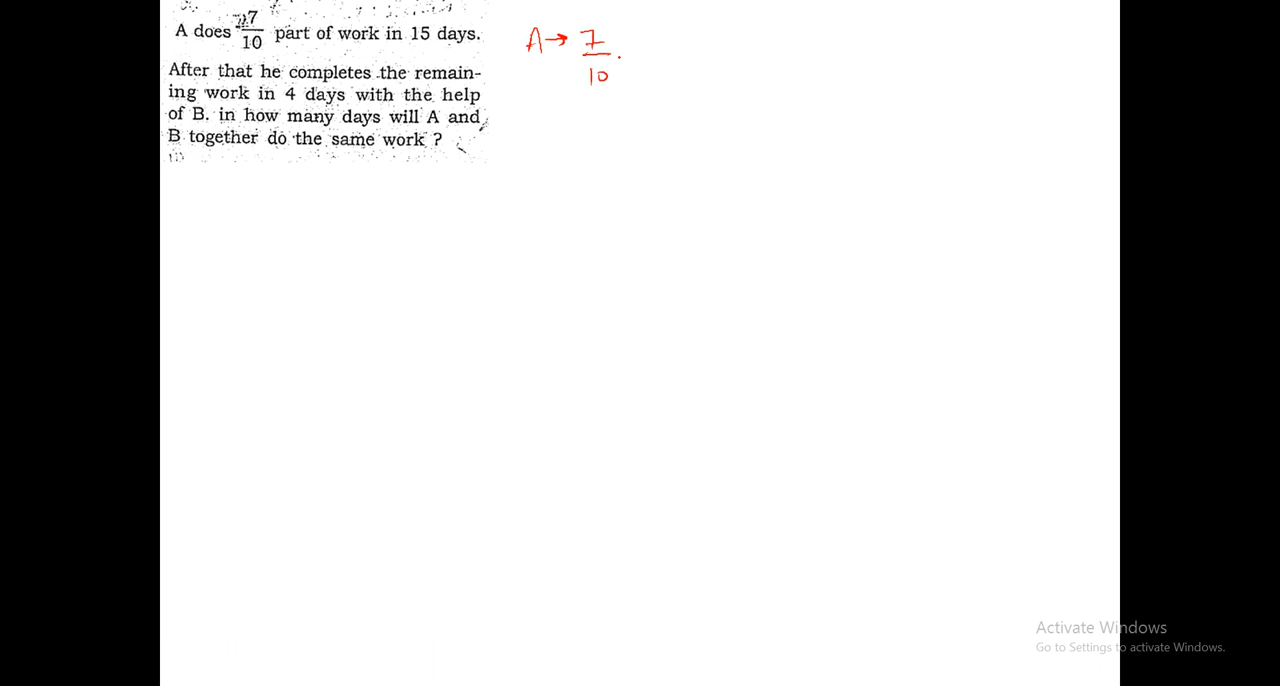 A does 7/10 part of work in 15 days.
After that he completes the remain-
ing work in 4 days with the help
of B. in how many days will A and
B together do the same work ?
A → 7/10
Activate Windows
Go to Settings to activate Windows.